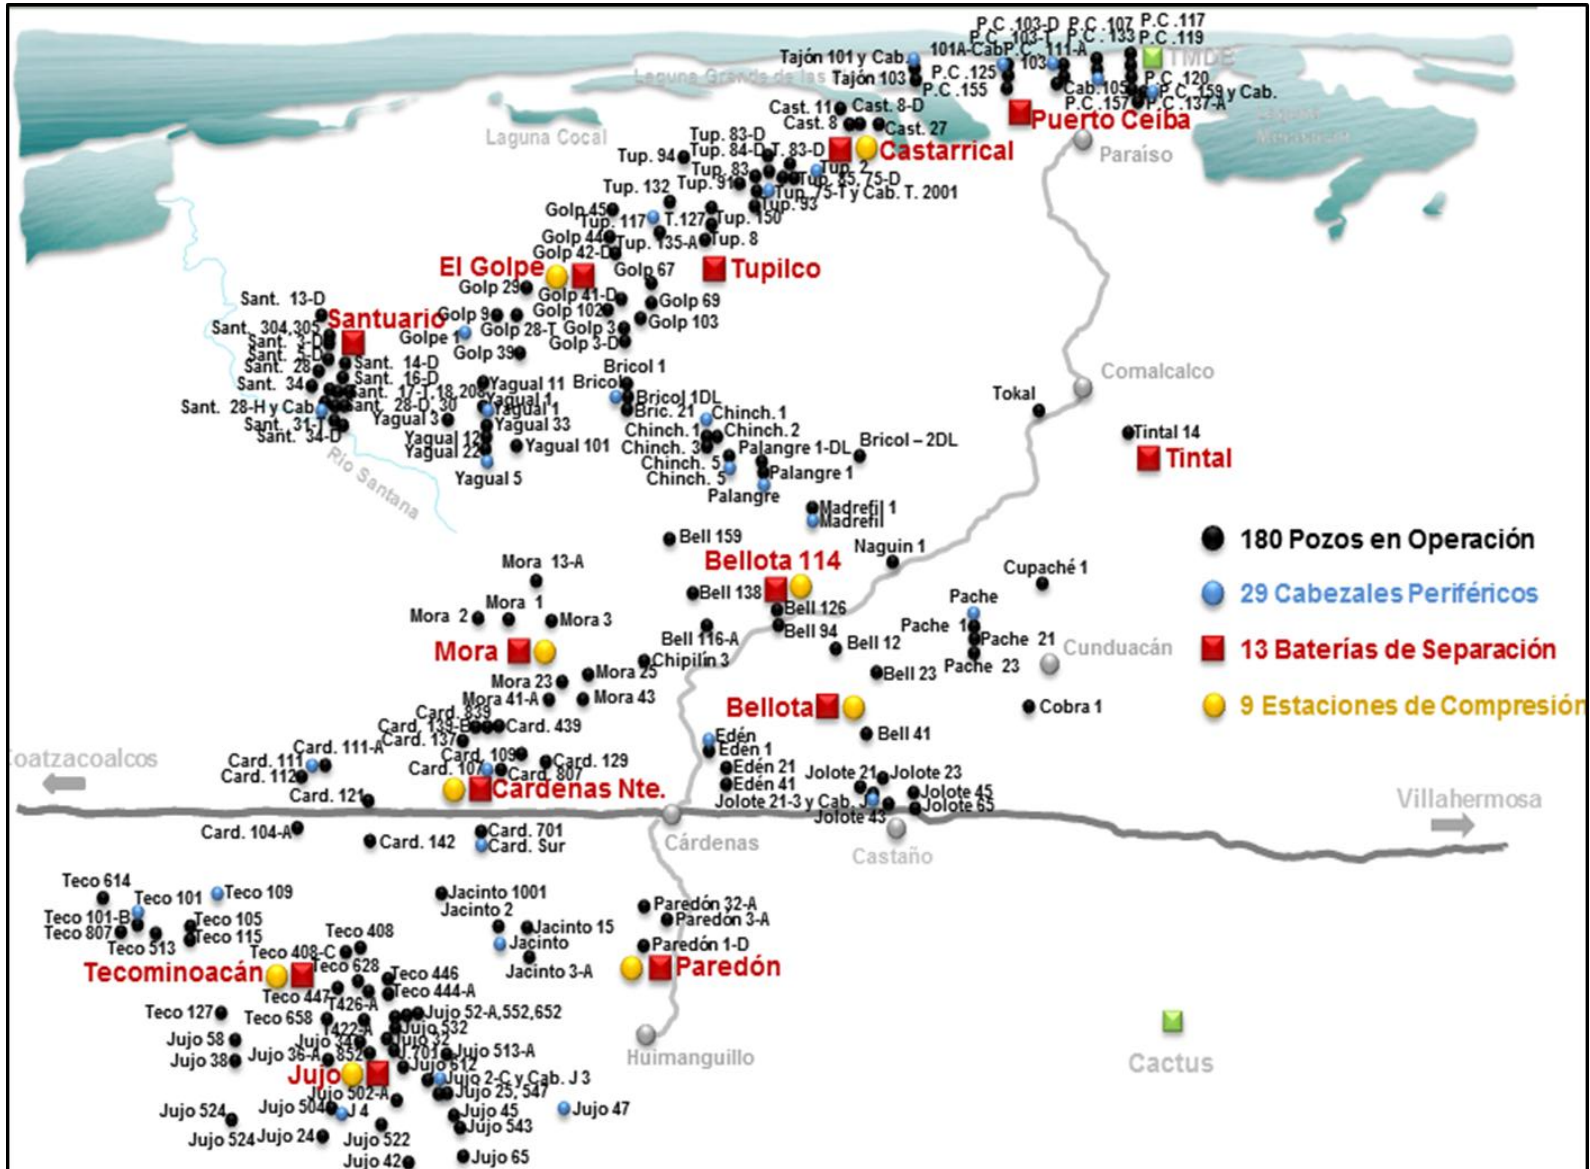 P.C .103-D P.C .107 P.C .117
P.C .103-T P.C .133 P.C .119
Tajón 101 y Cab. 101A-Cab P.C. 111-A
TMDB
Laguna Grande de las
Tajón 103 P.C .125 103
P.C .155 Cab.105 P.C .120
P.C .159 y Cab.
P.C .157 P.C .137-A
Cast. 11 Cast. 8-D
Cast. 8 Cast. 27
Puerto Ceiba
Laguna
Mecoacán
Laguna Cocal
Castarrical
Paraíso
Tup. 83-D
Tup. 84-D T. 83-D
Tup. 94
Tup. 83 Tup. 2
Tup. 91 Tup. 85, 75-D
Tup. 132 Tup. 75-T y Cab. T. 2001
Tup. 93
Golp 45
Tup. 117 T.127 Tup. 150
Golp 44 Tup. 135-A Tup. 8
Golp 42-D
El Golpe Golp 67 Tupilco
Golp 29 Golp 41-D
Golp 69
Golp 9 Golp 102
Golp 103
Golpe 1 Golp 28-T Golp 3
Golp 3-D
Golp 39
Sant. 13-D
Santuario
Sant. 304,305
Sant. 3-D
Sant. 5-D
Sant. 14-D
Sant. 28
Sant. 16-D
Sant. 34
Sant. 17-T,18, 208
Sant. 28-H y Cab Sant. 28-D, 30
Sant. 31-T
Sant. 34-D
Río Santana
Yagual 11
Yagual 1
Yagual 1
Yagual 3 Yagual 33
Yagual 12
Yagual 22 Yagual 101
Yagual 5
Bricol 1
Bricol
Bricol 1DL
Bric. 21
Chinch. 1
Chinch. 1 Chinch. 2
Chinch. 3 Palangre 1-DL Bricol – 2DL
Chinch. 5
Chinch. 5 Palangre 1
Palangre
Madrefil 1
Madrefil
Comalcalco
Tokal
Tintal 14
Tintal
Bell 159
Naguin 1
Bellota 114
Bell 138
Bell 126
Bell 116-A Bell 94
Bell 12
Bell 23
Cupaché 1
Pache
Pache 1
Pache 21
Pache 23
Cunduacán
Cobra 1
180 Pozos en Operación
29 Cabezales Periféricos
13 Baterías de Separación
9 Estaciones de Compresión
Mora 13-A
Mora 1
Mora 2 Mora 3
Mora
Chipilín 3
Mora 25
Mora 23
Mora 41-A Mora 43
Bellota
Bell 41
Card. 839
Card. 139-B Card. 439
Card. 137
Card. 109 Card. 129
Card. 107 Card. 807
Cárdenas Nte.
Card. 111-A
Card. 111
Card. 112
Card. 121
Card. 104-A
Card. 142
Card. 701
Card. Sur
Coatzacoalcos
Edén
Edén 1
Edén 21
Edén 41
Jolote 21 Jolote 23
Jolote 45
Jolote 21-3 y Cab. J
Jolote 65
Jolote 43
Villahermosa
Cárdenas
Castaño
Teco 614
Teco 101 Teco 109
Teco 101-B Teco 105
Teco 807 Teco 115
Teco 513
Jacinto 1001
Jacinto 2
Jacinto 15
Jacinto
Jacinto 3-A
Paredón 32-A
Paredón 3-A
Paredón 1-D
Paredón
Teco 408
Teco 408-C
Tecominoacán
Teco 628 Teco 446
Teco 447 Teco 444-A
T426-A
Teco 127 Teco 658
T422-A
Jujo 52-A,552,652
Jujo 532
Jujo 58 Jujo 34 Jujo 32
Jujo 38 Jujo 36-A 852 J.701 Jujo 513-A
Jujo 612
Jujo
Jujo 2-C y Cab. J 3
Jujo 502-A Jujo 25, 547
Jujo 524 Jujo 504 J 4
Jujo 45 Jujo 47
Jujo 543
Jujo 524 Jujo 24 Jujo 522
Jujo 42 Jujo 65
Huimanguillo
Cactus